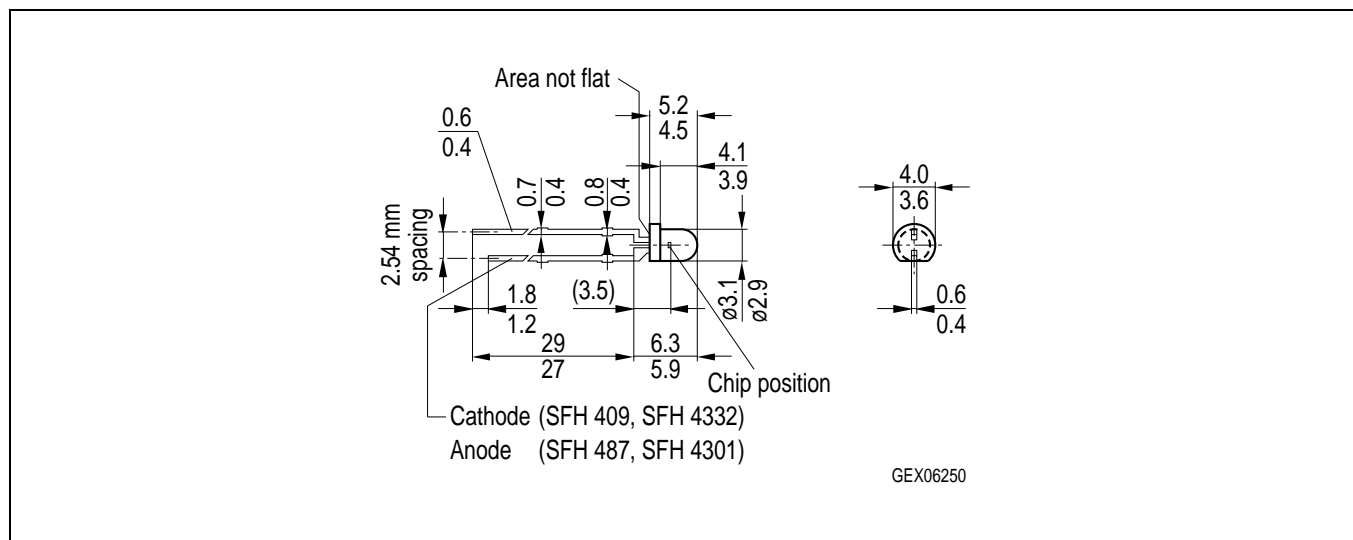 Area not flat
5.2
4.5
0.6
0.4
4.1
3.9
4.0
3.6
0.7
0.4
0.8
0.4
2.54 mm
spacing
(3.5)
ø3.1
ø2.9
1.8
1.2
0.6
0.4
29
27
6.3
5.9
Chip position
Cathode (SFH 409, SFH 4332)
Anode (SFH 487, SFH 4301)
GEX06250